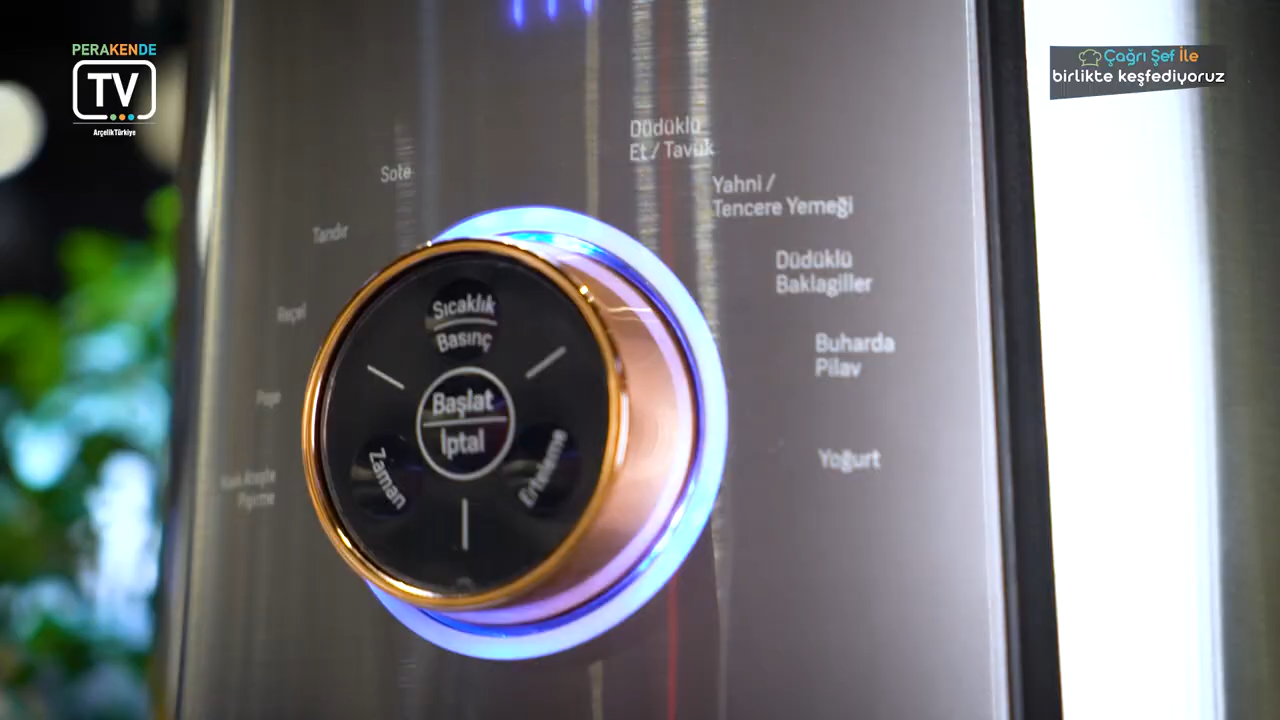 PERAKENDE
TV
ArçelikTürkiye
Çağrı Şef İle
birlikte keşfediyoruz
Düdüklü
Et / Tavuk
Sote
Yahni /
Tencere Yemeği
Tandır
Düdüklü
Baklagiller
Reçel
Buharda
Pilav
Yoğurt
Pişirme
Sıcaklık
Basınç
Başlat
İptal
Zaman
Erteleme